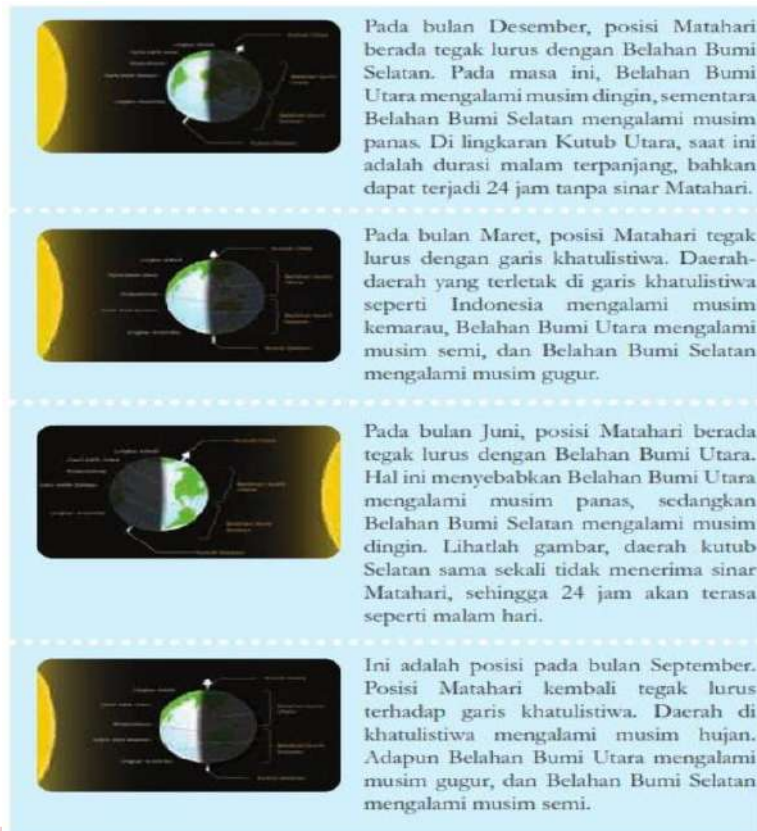 Pada bulan Desember, posisi Matahari
berada tegak lurus dengan Belahan Bumi
Selatan. Pada masa ini, Belahan Bumi
Utara mengalami musim dingin, sementara
Belahan Bumi Selatan mengalami musim
panas. Di lingkaran Kutub Utara, saat ini
adalah durasi malam terpanjang, bahkan
dapat terjadi 24 jam tanpa sinar Matahari.
Pada bulan Maret, posisi Matahari tegak
lurus dengan garis khatulistiwa. Daerah-
daerah yang terletak di garis khatulistiwa
seperti Indonesia mengalami musim
kemarau, Belahan Bumi Utara mengalami
musim semi, dan Belahan Bumi Selatan
mengalami musim gugur.
Pada bulan Juni, posisi Matahari berada
tegak lurus dengan Belahan Bumi Utara.
Hal ini menyebabkan Belahan Bumi Utara
mengalami musim panas, sedangkan
Belahan Bumi Selatan mengalami musim
dingin. Lihatlah gambar, daerah kutub
Selatan sama sekali tidak menerima sinar
Matahari, sehingga 24 jam akan terasa
seperti malam hari.
Ini adalah posisi pada bulan September.
Posisi Matahari kembali tegak lurus
terhadap garis khatulistiwa. Daerah di
khatulistiwa mengalami musim hujan.
Adapun Belahan Bumi Utara mengalami
musim gugur, dan Belahan Bumi Selatan
mengalami musim semi.